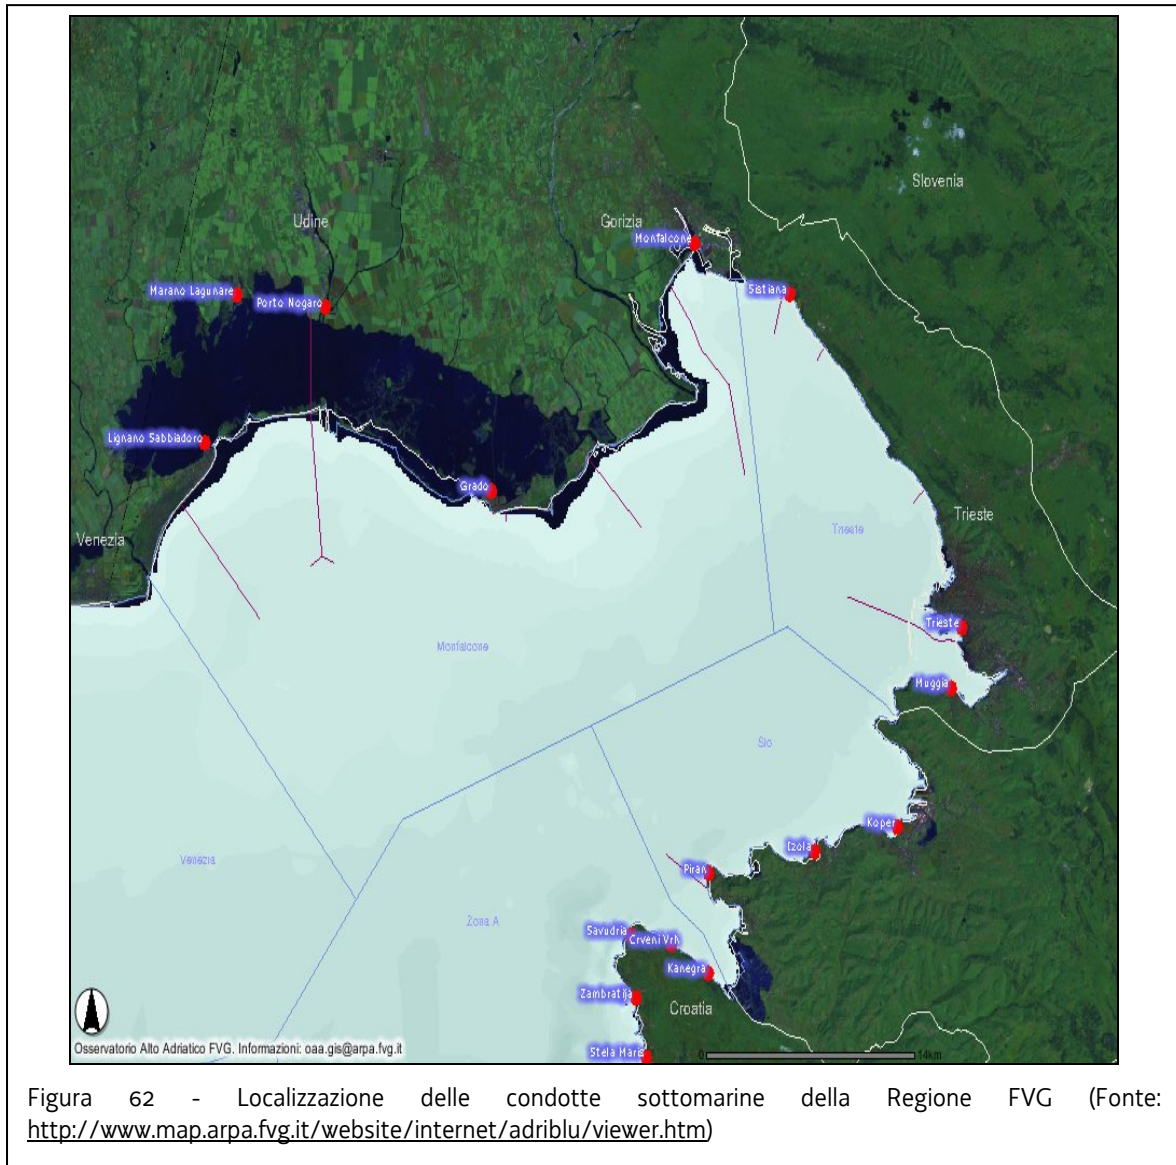 Slovenia
Udine
Gorizia
Monfalcone
Marano Lagunare
Porto Nogaro
Sistiana
Lignano Sabbiadoro
Grado
Venezia
Trieste
Trieste
Trieste
Monfalcone
Muggia
Slo
Koper
Izola
Venezia
Piran
Zona A
Savudria
Crveni Vrh
Kanegra
Zambratija
Croatia
Osservatorio Alto Adriatico FVG. Informazioni: oaa.gis@arpa.fvg.it
Stela Maris
0 14km
Figura 62 - Localizzazione delle condotte sottomarine della Regione FVG (Fonte:
http://www.map.arpa.fvg.it/website/internet/adriblu/viewer.htm)